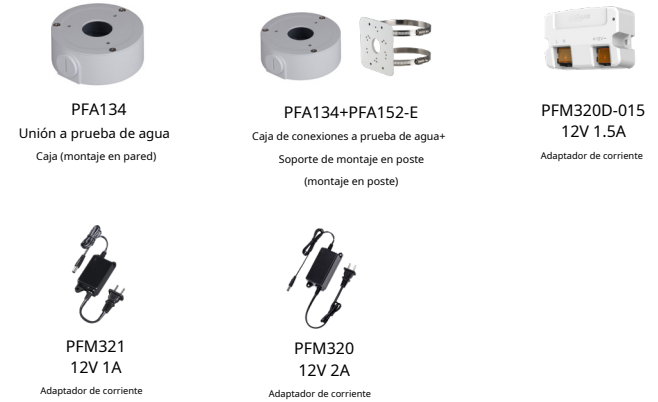 PFA134
Unión a prueba de agua
Caja (montaje en pared)
PFA134+PFA152-E
Caja de conexiones a prueba de agua+
Soporte de montaje en poste
(montaje en poste)
PFM320D-015
12V 1.5A
Adaptador de corriente
PFM321
12V 1A
Adaptador de corriente
PFM320
12V 2A
Adaptador de corriente